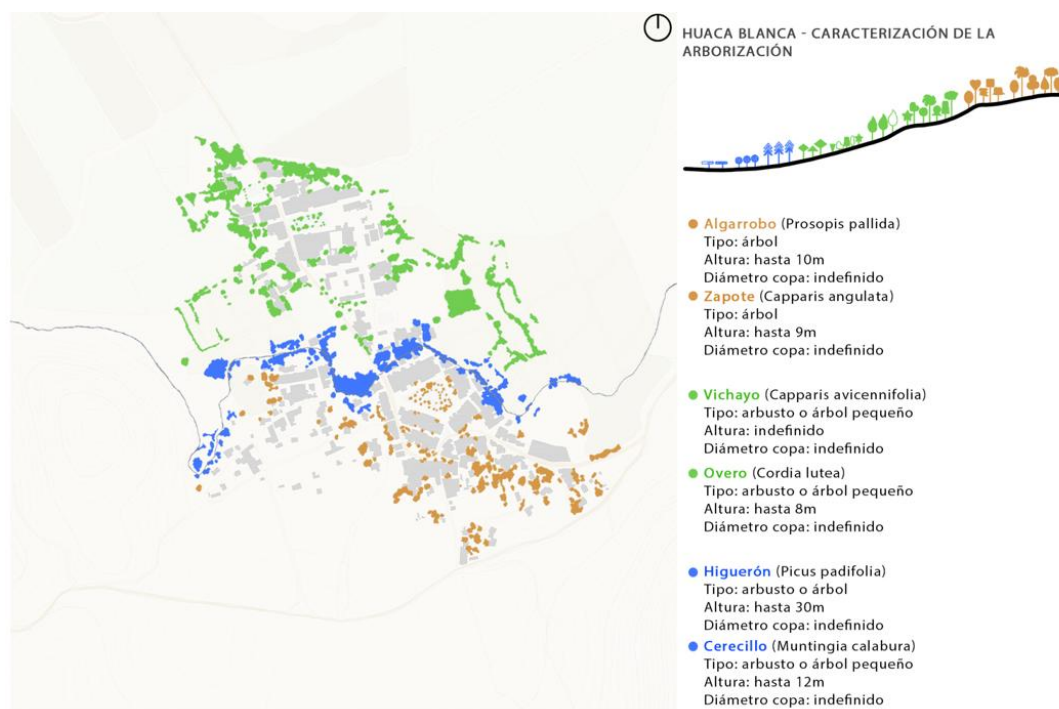 HUACA BLANCA - CARACTERIZACIÓN DE LA
ARBORIZACIÓN
Algarrobo (Prosopis pallida)
Tipo: árbol
Altura: hasta 10m
Diámetro copa: indefinido
Zapote (Capparis angulata)
Tipo: árbol
Altura: hasta 9m
Diámetro copa: indefinido
Vichayo (Capparis avicennifolia)
Tipo: arbusto o árbol pequeño
Altura: indefinido
Diámetro copa: indefinido
Overo (Cordia lutea)
Tipo: arbusto o árbol pequeño
Altura: hasta 8m
Diámetro copa: indefinido
Higuerón (Picus padifolia)
Tipo: arbusto o árbol
Altura: hasta 30m
Diámetro copa: indefinido
Cerecillo (Muntingia calabura)
Tipo: arbusto o árbol pequeño
Altura: hasta 12m
Diámetro copa: indefinido